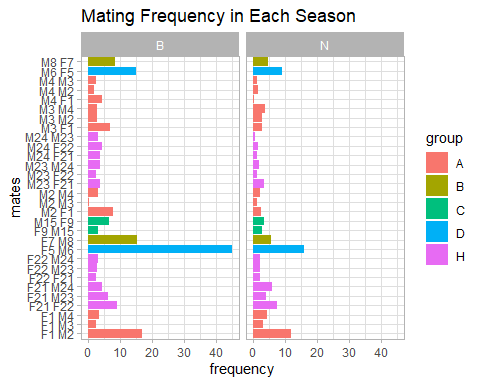 Mating Frequency in Each Season
B
N
mates
M8 F7
M6 F5
M4 M3
M4 M2
M4 F1
M3 M4
M3 M2
M3 F1
M24 M23
M24 F22
M24 F21
M23 M24
M23 F22
M23 F21
M2 M4
M2 M3
M2 F1
M15 F9
F9 M15
F7 M8
F5 M6
F22 M24
F22 M23
F22 F21
F21 M24
F21 M23
F21 F22
F1 M4
F1 M3
F1 M2
0 10 20 30 40
0 10 20 30 40
frequency
group
A
B
C
D
H